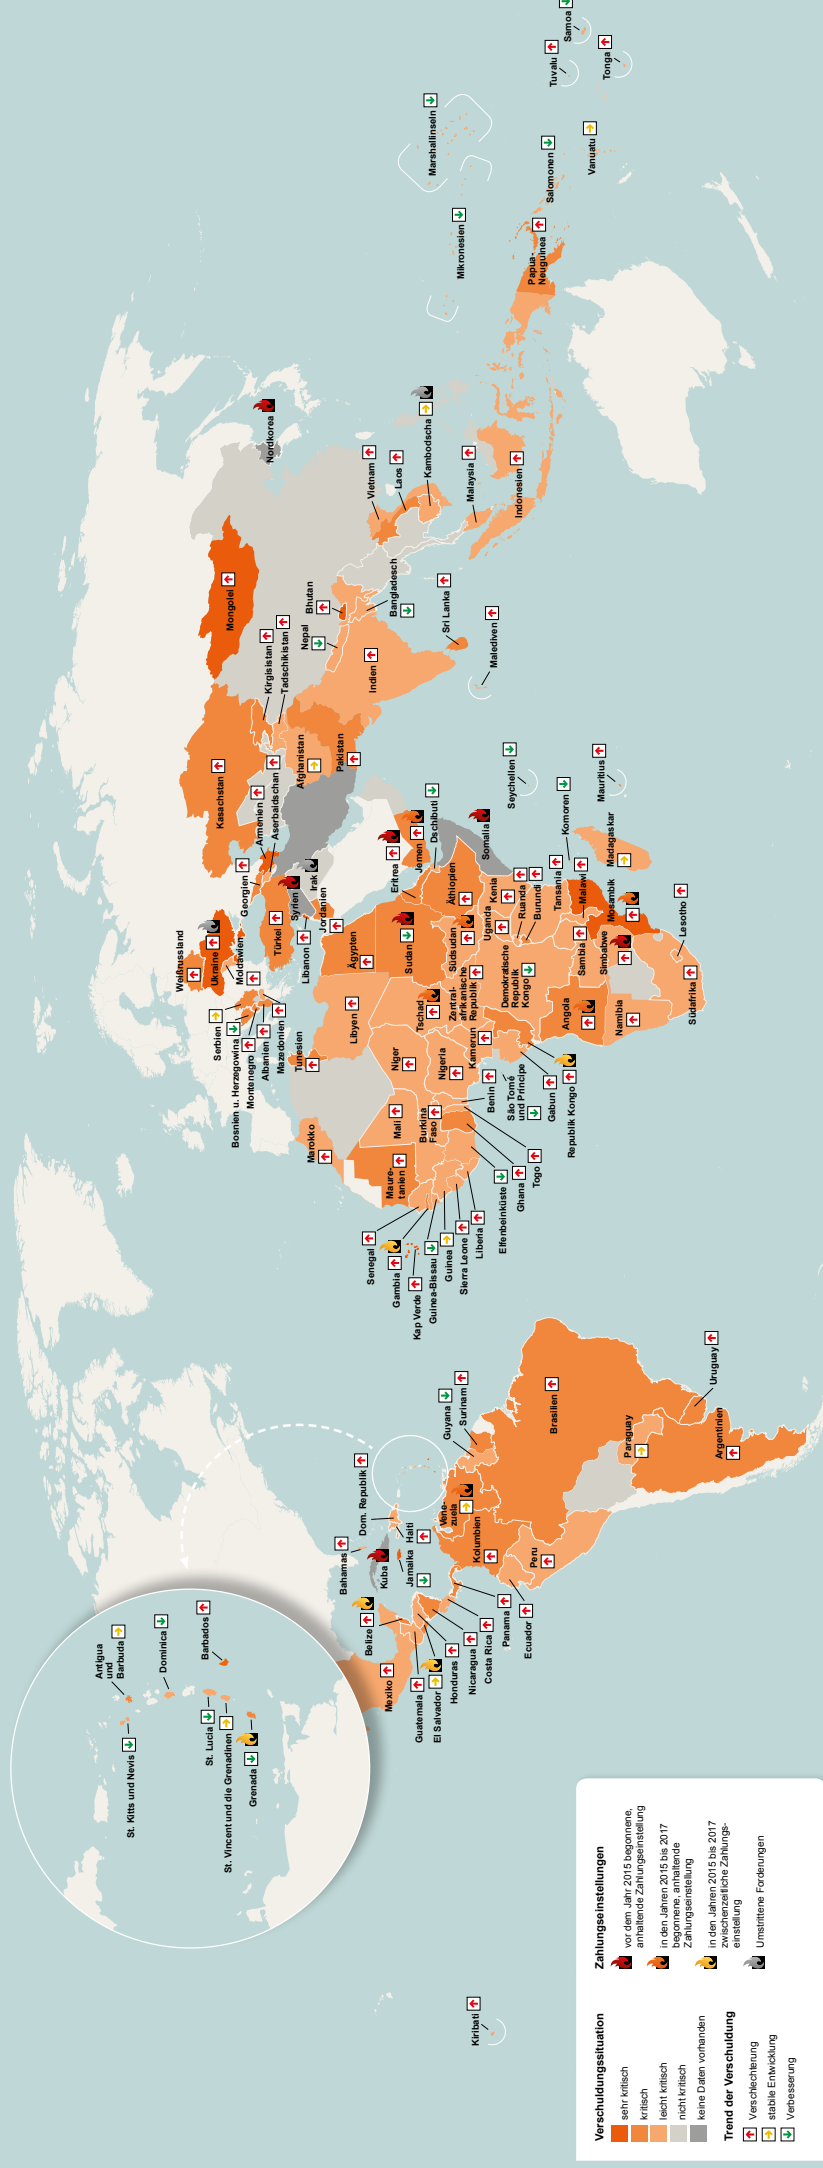 Antigua
und
Barbuda
Dominica
Barbados
St. Kitts und Nevis
St. Lucia
St. Vincent und die Grenadinen
Grenada
Kiribati
Bahamas
Dom. Republik
Kuba
Haiti
Jamaika
Belize
Mexiko
Guatemala
El Salvador
Honduras
Nicaragua
Costa Rica
Panama
Ecuador
Kolumbien
Vene-
zuela
Guyana
Surinam
Peru
Brasilien
Paraguay
Uruguay
Argentinien
Weißrussland
Ukraine
Moldawien
Serbien
Bosnien u. Herzegowina
Montenegro
Albanien
Mazedonien
Georgien
Armenien
Aserbaidschan
Türkei
Syrien
Irak
Libanon
Jordanien
Kasachstan
Kirgisistan
Tadschikistan
Mongolei
Nordkorea
Afghanistan
Pakistan
Nepal
Bhutan
Indien
Bangladesch
Sri Lanka
Malediven
Vietnam
Laos
Kambodscha
Malaysia
Indonesien
Papua-
Neuguinea
Mikronesien
Marshallinseln
Salomonen
Vanuatu
Tuvalu
Samoa
Tonga
Marokko
Tunesien
Libyen
Ägypten
Maure-
tanien
Mali
Niger
Tschad
Sudan
Eritrea
Jemen
Dschibuti
Somalia
Äthiopien
Südsudan
Zentral-
afrikanische
Republik
Senegal
Gambia
Kap Verde
Guinea-Bissau
Guinea
Sierra Leone
Liberia
Elfenbeinküste
Ghana
Togo
Burkina
Faso
Benin
Nigeria
Kamerun
São Tomé
und Príncipe
Gabun
Republik Kongo
Demokratische
Republik
Kongo
Uganda
Kenia
Ruanda
Burundi
Tansania
Malawi
Komoren
Seychellen
Mauritius
Madagaskar
Mosambik
Sambia
Simbabwe
Angola
Namibia
Südafrika
Lesotho
Verschuldungssituation
sehr kritisch
kritisch
leicht kritisch
nicht kritisch
keine Daten vorhanden
Trend der Verschuldung
Verschlechterung
stabile Entwicklung
Verbesserung
Zahlungseinstellungen
vor dem Jahr 2015 begonnene,
anhaltende Zahlungseinstellung
in den Jahren 2015 bis 2017
begonnene, anhaltende
Zahlungseinstellung
in den Jahren 2015 bis 2017
zwischenzeitliche Zahlungs-
einstellung
Umstrittene Forderungen